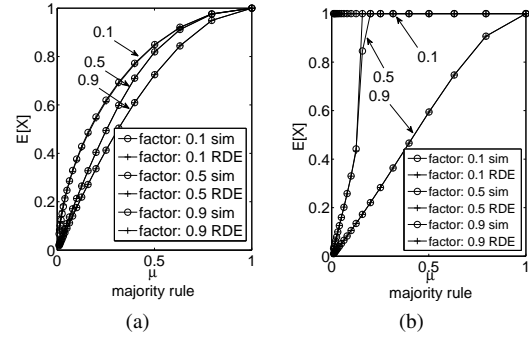 1
0.8
0.6
0.4
0.2
0
E[X]
0.1
0.5
0.9
factor: 0.1 sim
factor: 0.1 RDE
factor: 0.5 sim
factor: 0.5 RDE
factor: 0.9 sim
factor: 0.9 RDE
0 0.5 1
μ
majority rule
(a)
1
0.8
0.6
0.4
0.2
0
E[X]
0.1
0.5
0.9
factor: 0.1 sim
factor: 0.1 RDE
factor: 0.5 sim
factor: 0.5 RDE
factor: 0.9 sim
factor: 0.9 RDE
0 0.5 1
μ
majority rule
(b)